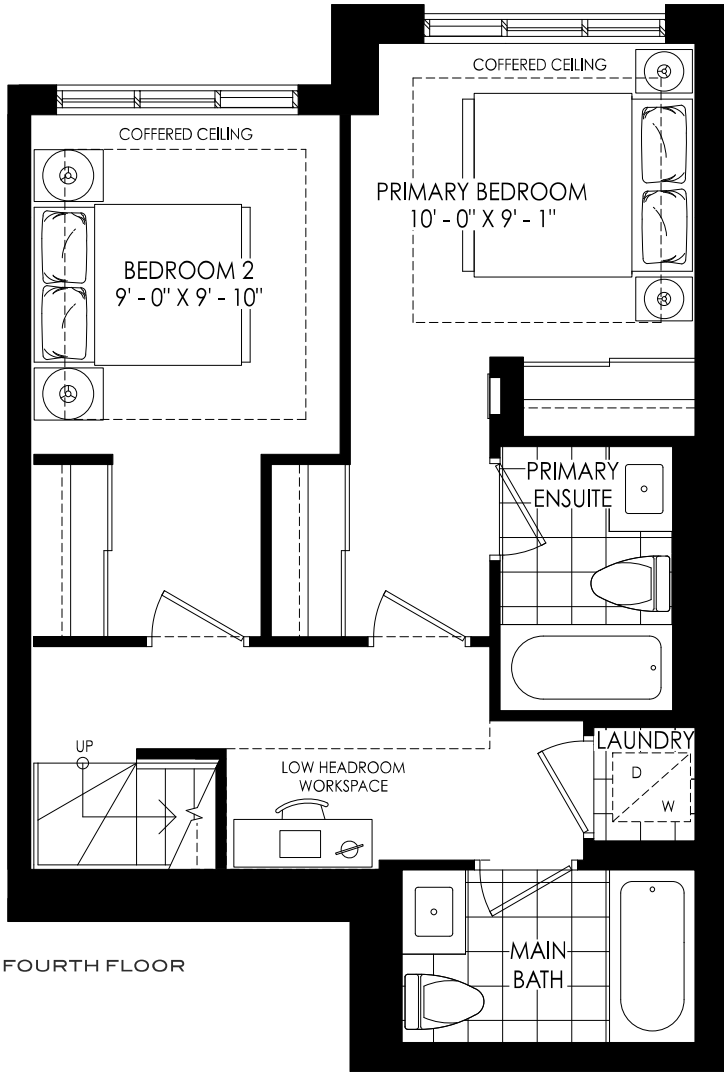 COFFERED CEILING
COFFERED CEILING
PRIMARY BEDROOM
10' - 0" X 9' - 1"
BEDROOM 2
9' - 0" X 9' - 10"
PRIMARY
ENSUITE
UP
LOW HEADROOM
WORKSPACE
LAUNDRY
D
W
MAIN
BATH
FOURTH FLOOR